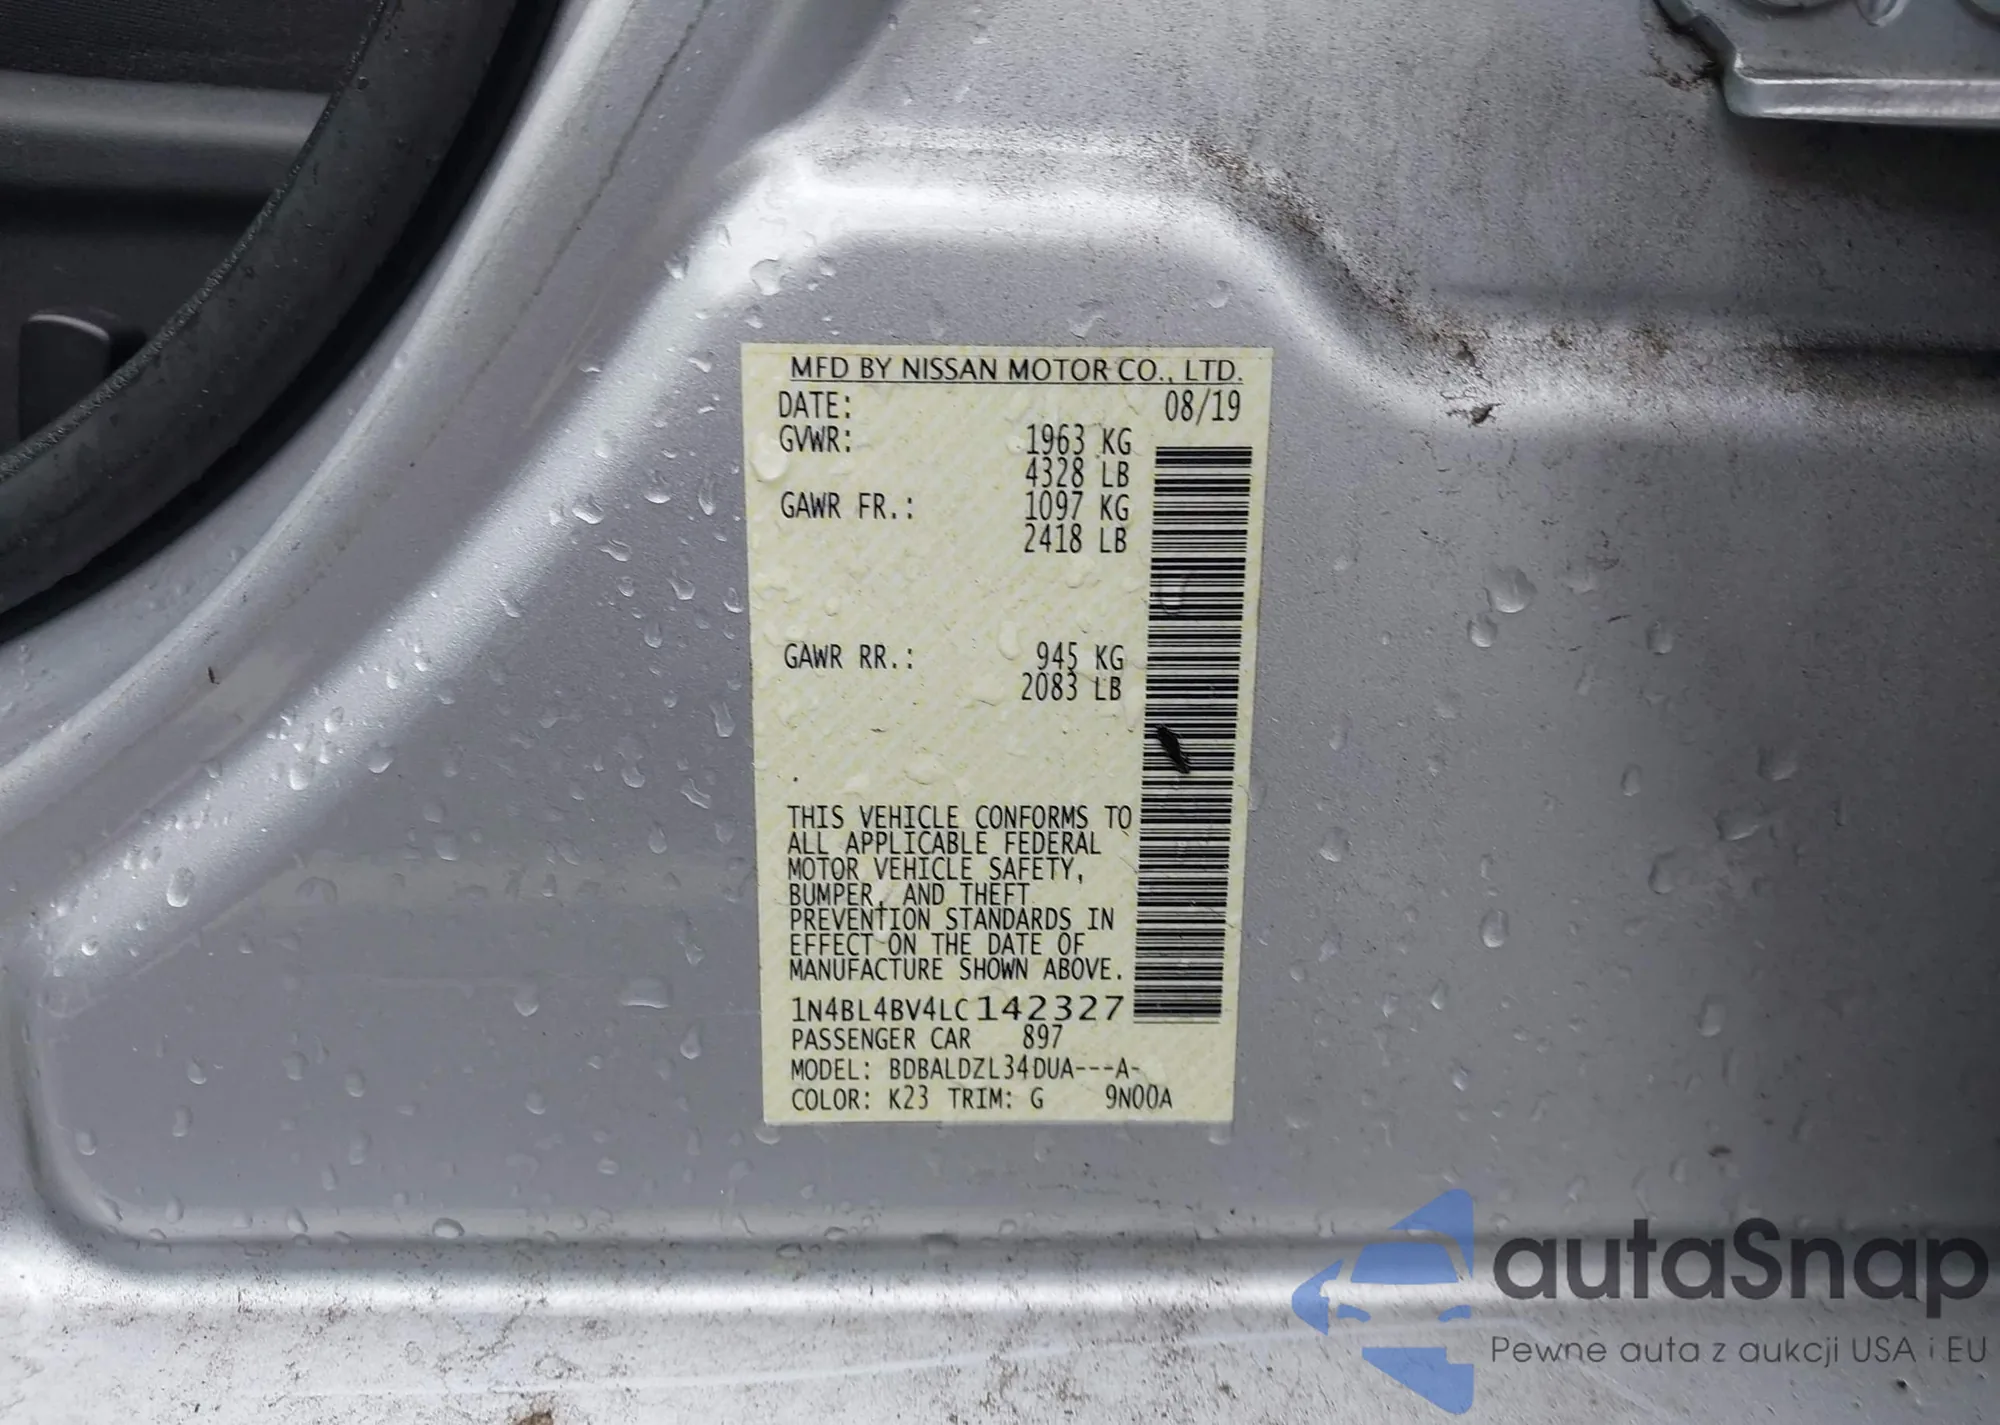 MFD BY NISSAN MOTOR CO., LTD.
DATE: 08/19
GVWR: 1963 KG
4328 LB
GAWR FR.: 1097 KG
2418 LB
GAWR RR.: 945 KG
2083 LB
THIS VEHICLE CONFORMS TO
ALL APPLICABLE FEDERAL
MOTOR VEHICLE SAFETY,
BUMPER, AND THEFT
PREVENTION STANDARDS IN
EFFECT ON THE DATE OF
MANUFACTURE SHOWN ABOVE.
1N4BL4BV4LC142327
PASSENGER CAR 897
MODEL: BDBALDZL34DUA---A-
COLOR: K23 TRIM: G 9N00A
autaSnap
Pewne auta z aukcji USA i EU